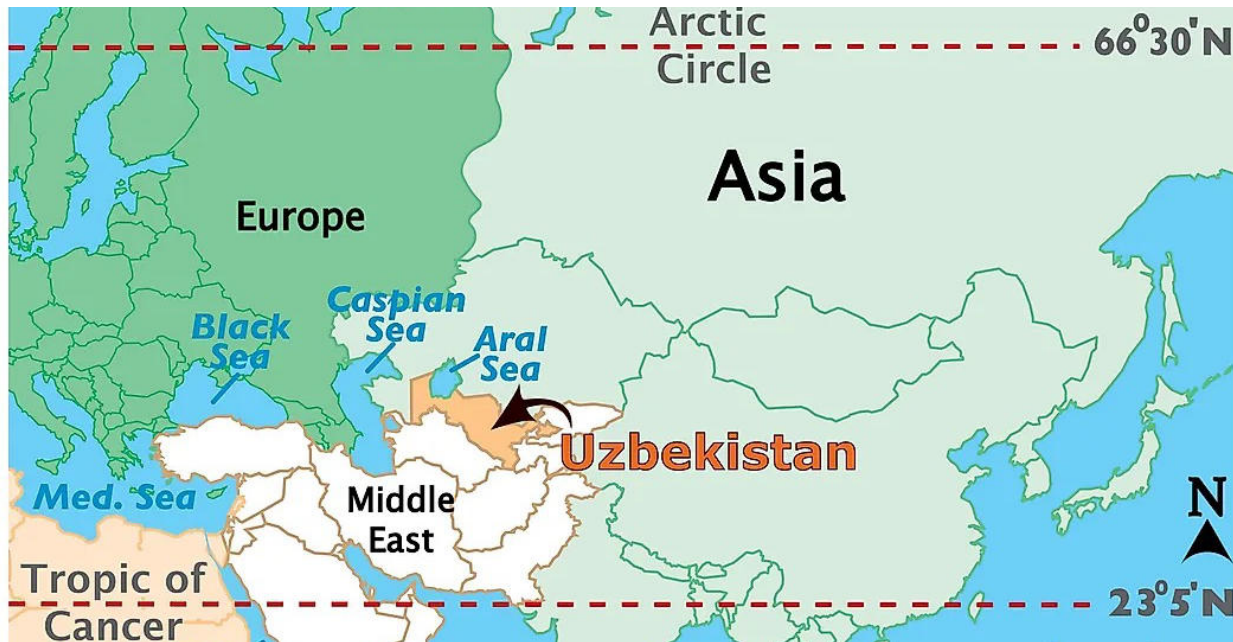 Arctic
Circle
66°30'N
Asia
Europe
Caspian
Sea
Black
Sea
Aral
Sea
Uzbekistan
Med. Sea
Middle
East
N
Tropic of
Cancer
23°5'N